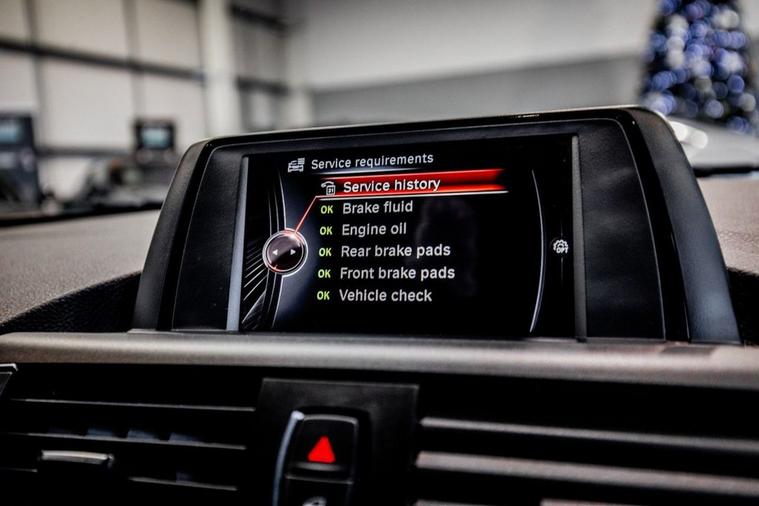 Service requirements
Service history
OK Brake fluid
OK Engine oil
OK Rear brake pads
OK Front brake pads
OK Vehicle check